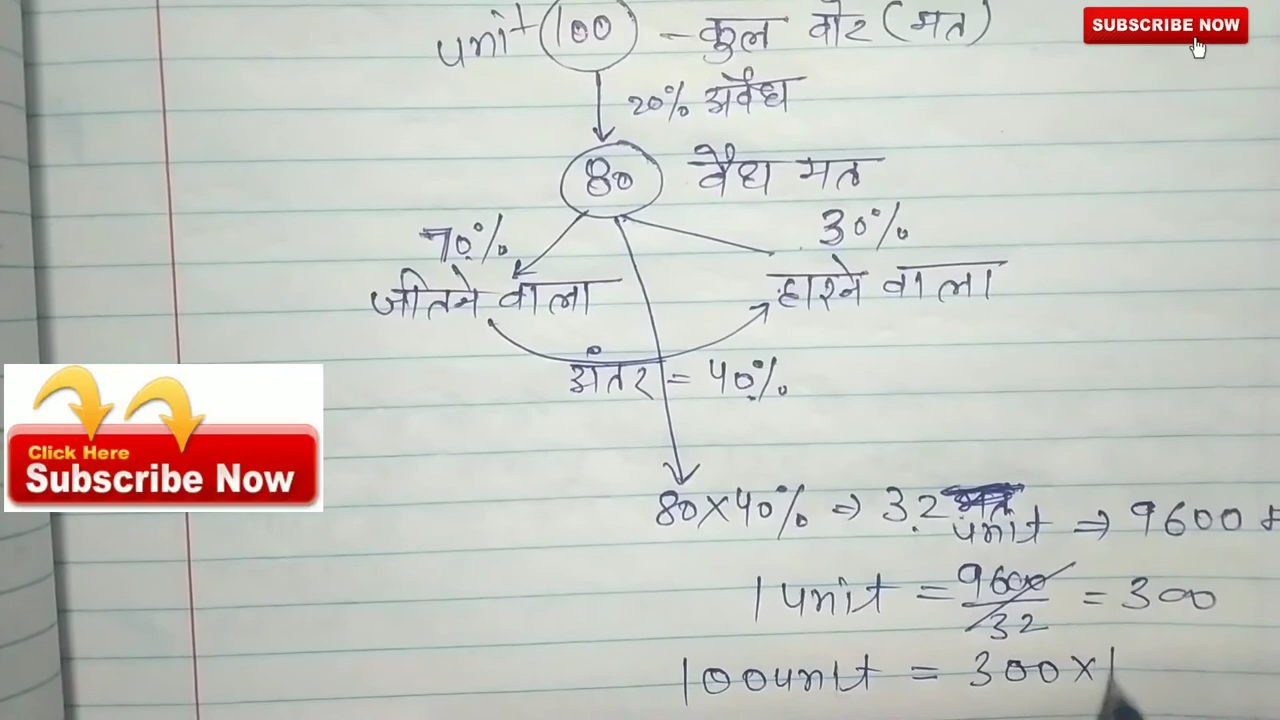 unit 100 - कुल वोट (मत)
SUBSCRIBE NOW
20% अवैध
80 वैध मत
70% 30%
जीतने वाला हारने वाला
अंतर = 40%
Click Here
Subscribe Now
80×40% ⇒ 32 unit ⇒ 9600
1 unit = 9600/32 = 300
100 unit = 300×1